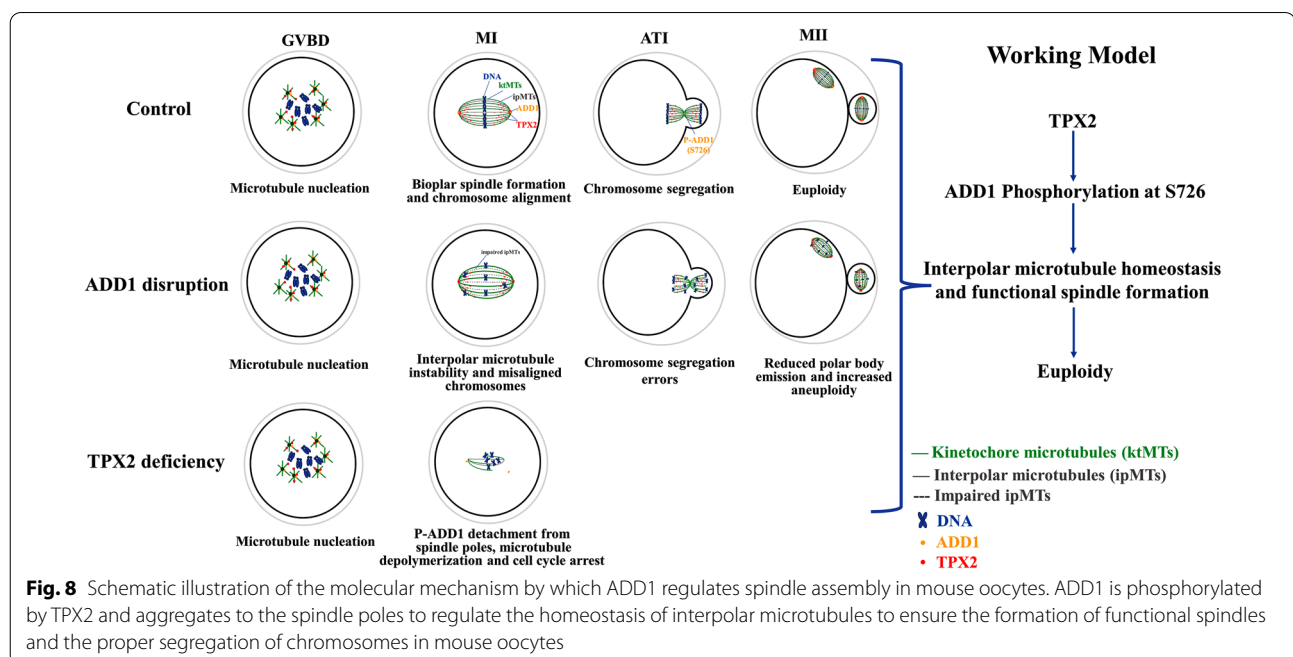 GVBD
MI
ATI
MII
Working Model
Control
DNA
ktMTs
ipMTs
ADD1
TPX2
P-ADD1
(S726)
Microtubule nucleation
Bioplar spindle formation
and chromosome alignment
Chromosome segregation
Euploidy
TPX2
ADD1 Phosphorylation at S726
Interpolar microtubule homeostasis
and functional spindle formation
Euploidy
ADD1 disruption
impaired ipMTs
Microtubule nucleation
Interpolar microtubule
instability and misaligned
chromosomes
Chromosome segregation
errors
Reduced polar body
emission and increased
aneuploidy
TPX2 deficiency
Microtubule nucleation
P-ADD1 detachment from
spindle poles, microtubule
depolymerization and cell cycle arrest
Kinetochore microtubules (ktMTs)
Interpolar microtubules (ipMTs)
Impaired ipMTs
DNA
ADD1
TPX2
Fig. 8 Schematic illustration of the molecular mechanism by which ADD1 regulates spindle assembly in mouse oocytes. ADD1 is phosphorylated
by TPX2 and aggregates to the spindle poles to regulate the homeostasis of interpolar microtubules to ensure the formation of functional spindles
and the proper segregation of chromosomes in mouse oocytes